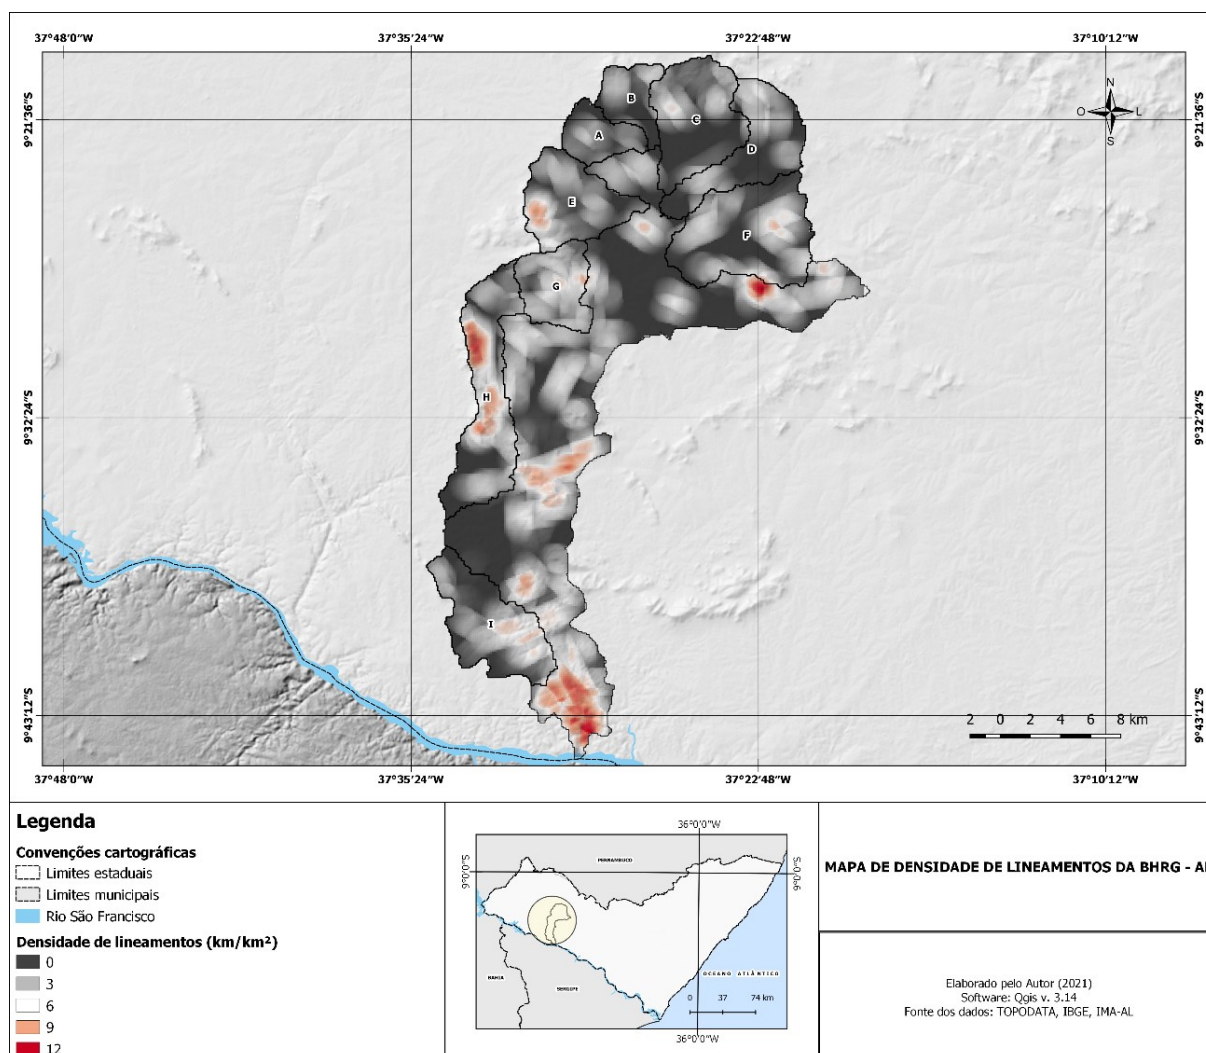 37°48′0″W 37°35′24″W 37°22′48″W 37°10′12″W
N
O L
S
9°21′36″S 9°21′36″S
B
C
A
D
E
F
G
H
9°32′24″S 9°32′24″S
I
9°43′12″S 9°43′12″S
2 0 2 4 6 8 km
37°48′0″W 37°35′24″W 37°22′48″W 37°10′12″W
Legenda
Convenções cartográficas
Limites estaduais
Limites municipais
Rio São Francisco
Densidade de lineamentos (km/km²)
0
3
6
9
12
36°0′0″W
PERNAMBUCO
9°0′0″S 9°0′0″S
BAHIA
SERGIPE
OCEANO ATLÂNTICO
0 37 74 km
36°0′0″W
MAPA DE DENSIDADE DE LINEAMENTOS DA BHRG - A
Elaborado pelo Autor (2021)
Software: Qgis v. 3.14
Fonte dos dados: TOPODATA, IBGE, IMA-AL